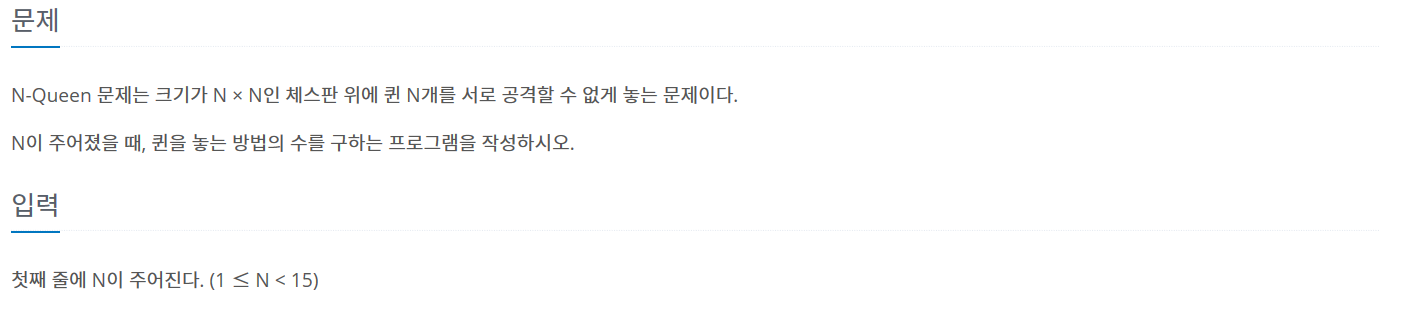 문제
N-Queen 문제는 크기가 N × N인 체스판 위에 퀸 N개를 서로 공격할 수 없게 놓는 문제이다.
N이 주어졌을 때, 퀸을 놓는 방법의 수를 구하는 프로그램을 작성하시오.
입력
첫째 줄에 N이 주어진다. (1 ≤ N < 15)